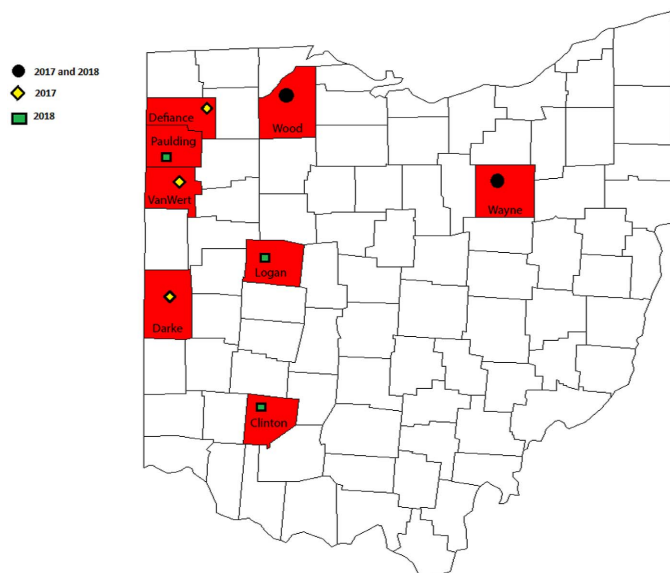 2017 and 2018
2017
2018
Defiance
Paulding
VanWert
Wood
Wayne
Logan
Darke
Clinton